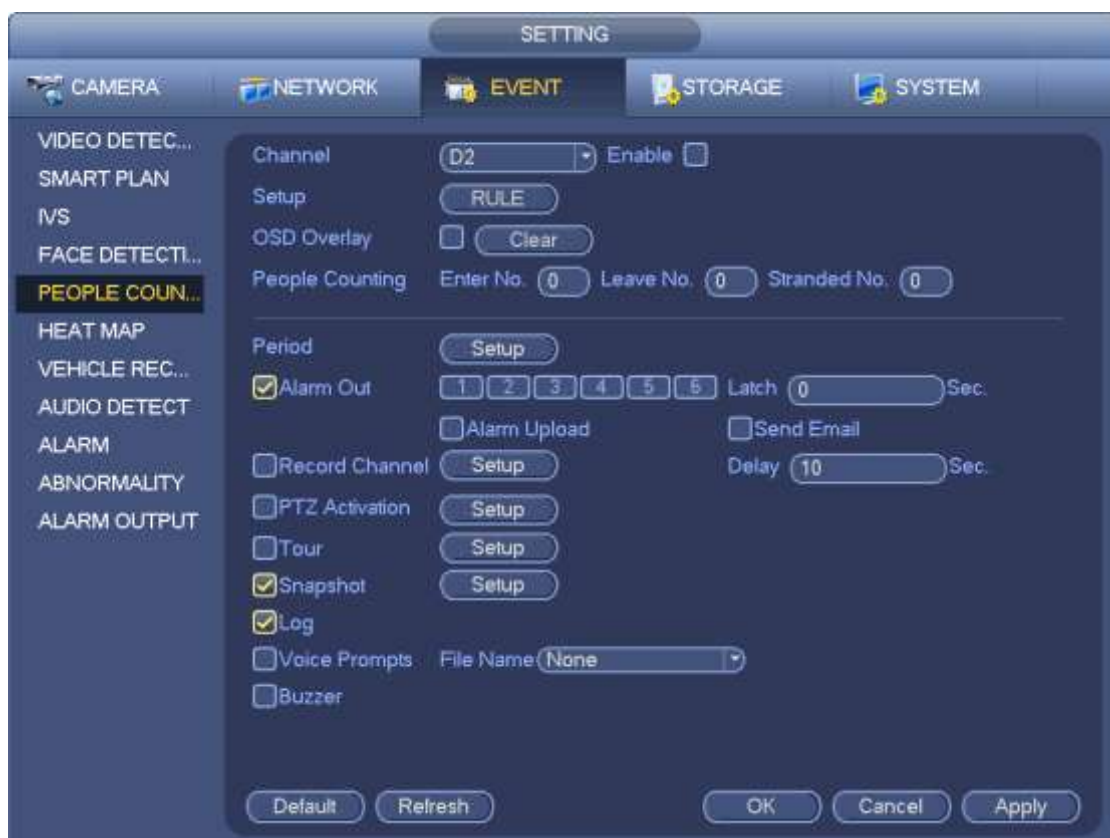 SETTING
CAMERA NETWORK EVENT STORAGE SYSTEM
VIDEO DETEC...
SMART PLAN
IVS
FACE DETECTI...
PEOPLE COUN...
HEAT MAP
VEHICLE REC...
AUDIO DETECT
ALARM
ABNORMALITY
ALARM OUTPUT
Channel D2 Enable
Setup RULE
OSD Overlay Clear
People Counting Enter No. 0 Leave No. 0 Stranded No. 0
Period Setup
Alarm Out 1 2 3 4 5 6 Latch 0 Sec.
Alarm Upload Send Email
Record Channel Setup Delay 10 Sec.
PTZ Activation Setup
Tour Setup
Snapshot Setup
Log
Voice Prompts File Name None
Buzzer
Default Refresh OK Cancel Apply